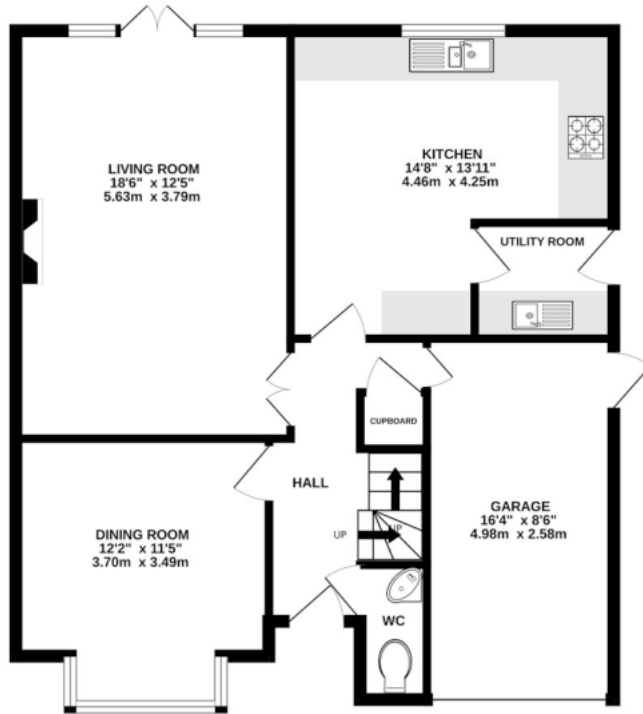 LIVING ROOM
18'6" x 12'5"
5.63m x 3.79m
KITCHEN
14'8" x 13'11"
4.46m x 4.25m
UTILITY ROOM
CUPBOARD
HALL
UP
UP
DINING ROOM
12'2" x 11'5"
3.70m x 3.49m
GARAGE
16'4" x 8'6"
4.98m x 2.58m
WC